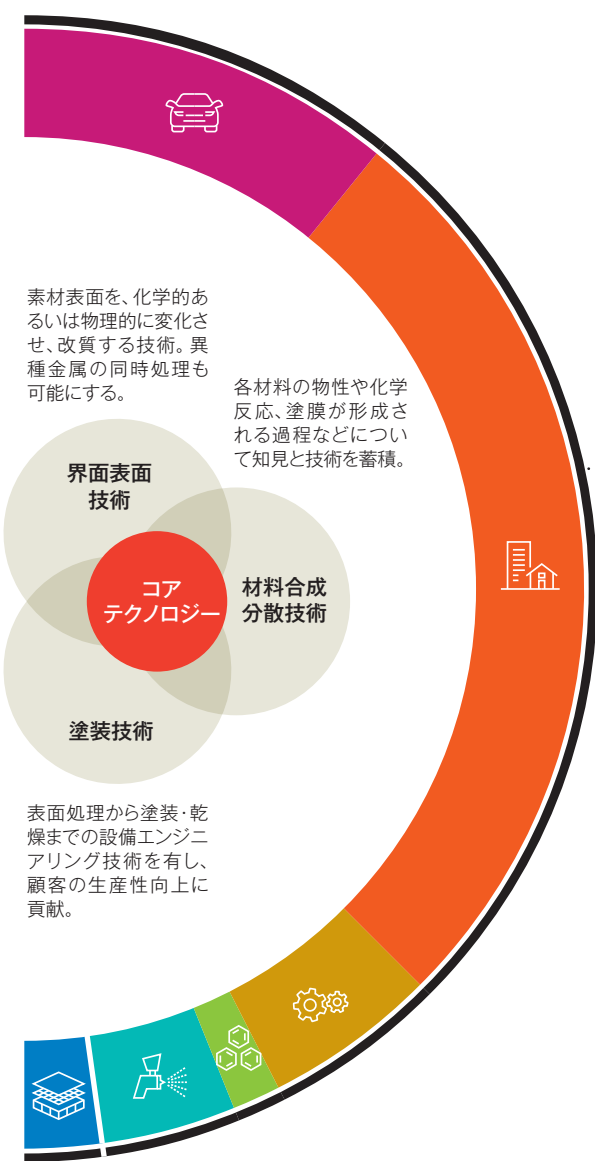 素材表面を、化学的あ
るいは物理的に変化さ
せ、改質する技術。異
種金属の同時処理も
可能にする。
各材料の物性や化学
反応、塗膜が形成さ
れる過程などについ
て知見と技術を蓄積。
界面表面
技術
コア
テクノロジー
材料合成
分散技術
塗装技術
表面処理から塗装・乾
燥までの設備エンジニ
アリング技術を有し、
顧客の生産性向上に
貢献。